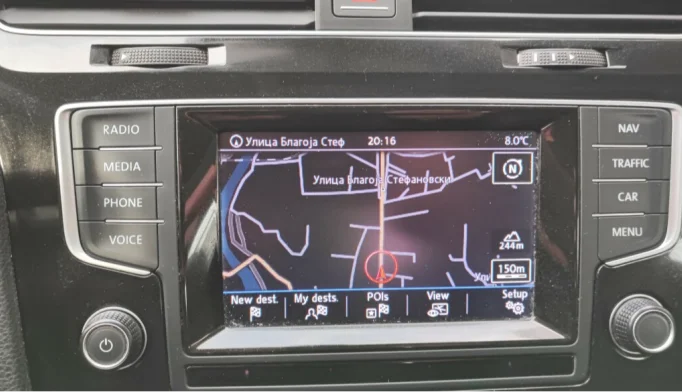 RADIO
MEDIA
PHONE
VOICE
NAV
TRAFFIC
CAR
MENU
Улица Благоја Стеф 20:16 8.0°C
Улица Благоја Стефановски
N
244m
150m
New dest. My dests. POIs View Setup